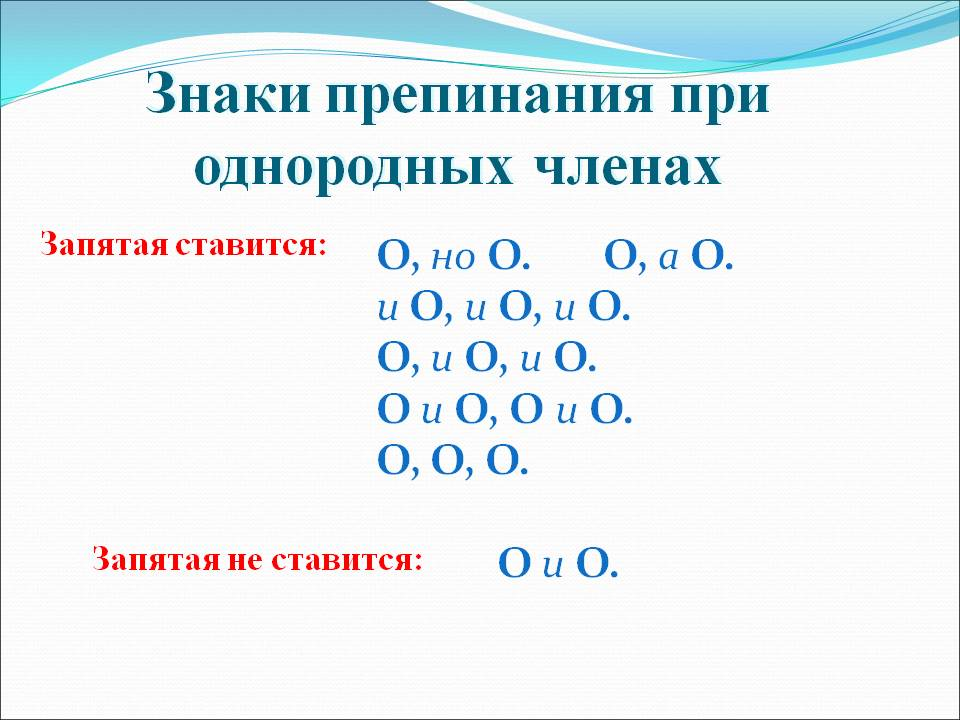 Знаки препинания при
однородных членах
Запятая ставится:
О, но О. О, а О.
и О, и О, и О.
О, и О, и О.
О и О, О и О.
О, О, О.
Запятая не ставится:
О и О.